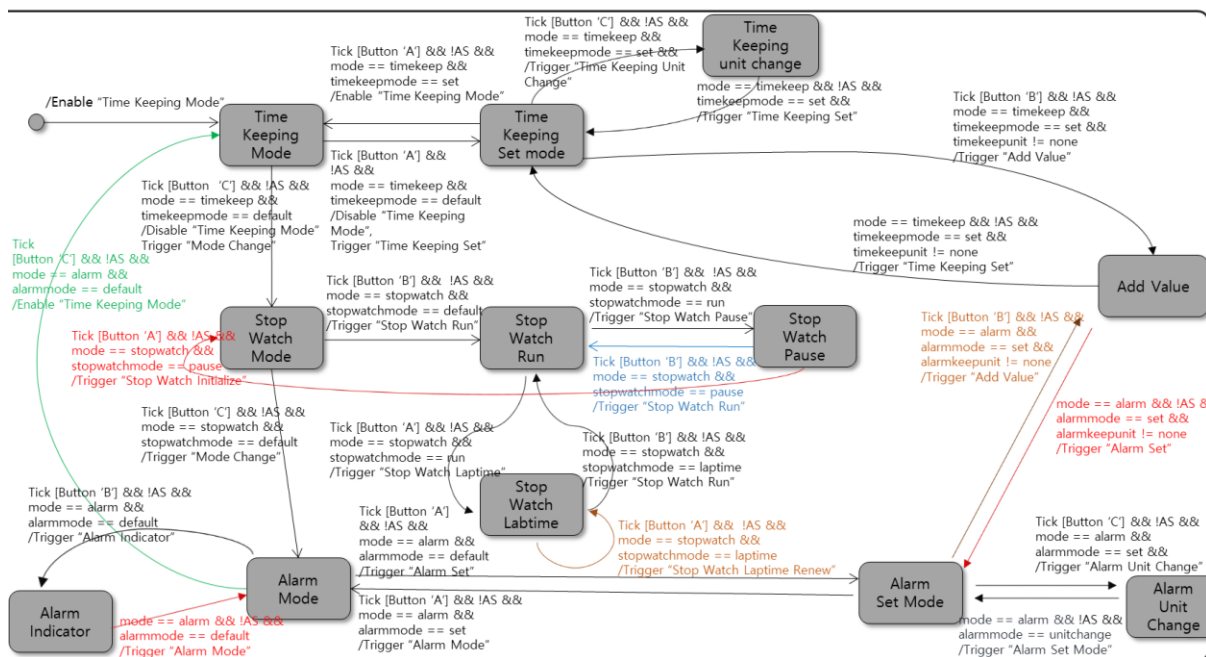 Tick [Button 'A'] && !AS &&
mode == timekeep &&
timekeepmode == set
/Enable "Time Keeping Mode"
Tick [Button 'C'] && !AS &&
mode == timekeep &&
timekeepmode == set &&
/Trigger "Time Keeping Unit
Change"
Time
Keeping
unit change
mode == timekeep && !AS &&
timekeepmode == set &&
/Trigger "Time Keeping Set"
Tick [Button 'B'] && !AS &&
mode == timekeep &&
timekeepmode == set &&
timekeepunit != none
/Trigger "Add Value"
/Enable "Time Keeping Mode"
Time
Keeping
Mode
Time
Keeping
Set mode
Tick [Button 'C'] && !AS &&
mode == timekeep &&
timekeepmode == default
/Disable "Time Keeping Mode"
Trigger "Mode Change"
Tick [Button 'A'] &&
!AS &&
mode == timekeep &&
timekeepmode == default
/Disable "Time Keeping
Mode",
Trigger "Time Keeping Set"
mode == timekeep && !AS &&
timekeepmode == set &&
timekeepunit != none
/Trigger "Time Keeping Set"
Add Value
Tick
[Button 'C'] && !AS &&
mode == alarm &&
alarmmode == default
/Enable "Time Keeping Mode"
Tick [Button 'B'] && !AS &&
mode == stopwatch &&
stopwatchmode == default
/Trigger "Stop Watch Run"
Tick [Button 'B'] && !AS &&
mode == stopwatch &&
stopwatchmode == run
/Trigger "Stop Watch Pause"
Stop
Watch
Mode
Stop
Watch
Run
Stop
Watch
Pause
Tick [Button 'A'] && !AS &&
mode == stopwatch &&
stopwatchmode == pause
/Trigger "Stop Watch Initialize"
Tick [Button 'B'] && !AS &&
mode == stopwatch &&
stopwatchmode == pause
/Trigger "Stop Watch Run"
Tick [Button 'B'] && !AS &&
mode == alarm &&
alarmmode == set &&
alarmkeepunit != none
/Trigger "Add Value"
mode == alarm && !AS &&
alarmmode == set &&
alarmkeepunit != none
/Trigger "Alarm Set"
Tick [Button 'C'] && !AS &&
mode == stopwatch &&
stopwatchmode == default
/Trigger "Mode Change"
Tick [Button 'A'] && !AS &&
mode == stopwatch &&
stopwatchmode == run
/Trigger "Stop Watch Laptime"
Tick [Button 'B'] && !AS &&
mode == stopwatch &&
stopwatchmode == laptime
/Trigger "Stop Watch Run"
Stop
Watch
Labtime
Tick [Button 'B'] && !AS &&
mode == alarm &&
alarmmode == default
/Trigger "Alarm Indicator"
Tick [Button 'A']
&& !AS &&
mode == alarm &&
alarmmode == default
/Trigger "Alarm Set"
Tick [Button 'A'] && !AS &&
mode == stopwatch &&
stopwatchmode == laptime
/Trigger "Stop Watch Laptime Renew"
Tick [Button 'C'] && !AS &&
mode == alarm &&
alarmmode == set &&
/Trigger "Alarm Unit Change"
Alarm
Mode
Alarm
Set Mode
Alarm
Indicator
Alarm
Unit
Change
mode == alarm && !AS &&
alarmmode == default
/Trigger "Alarm Mode"
Tick [Button 'A'] && !AS &&
mode == alarm &&
alarmmode == set
/Trigger "Alarm Mode"
mode == alarm && !AS &&
alarmmode == unitchange
/Trigger "Alarm Set Mode"